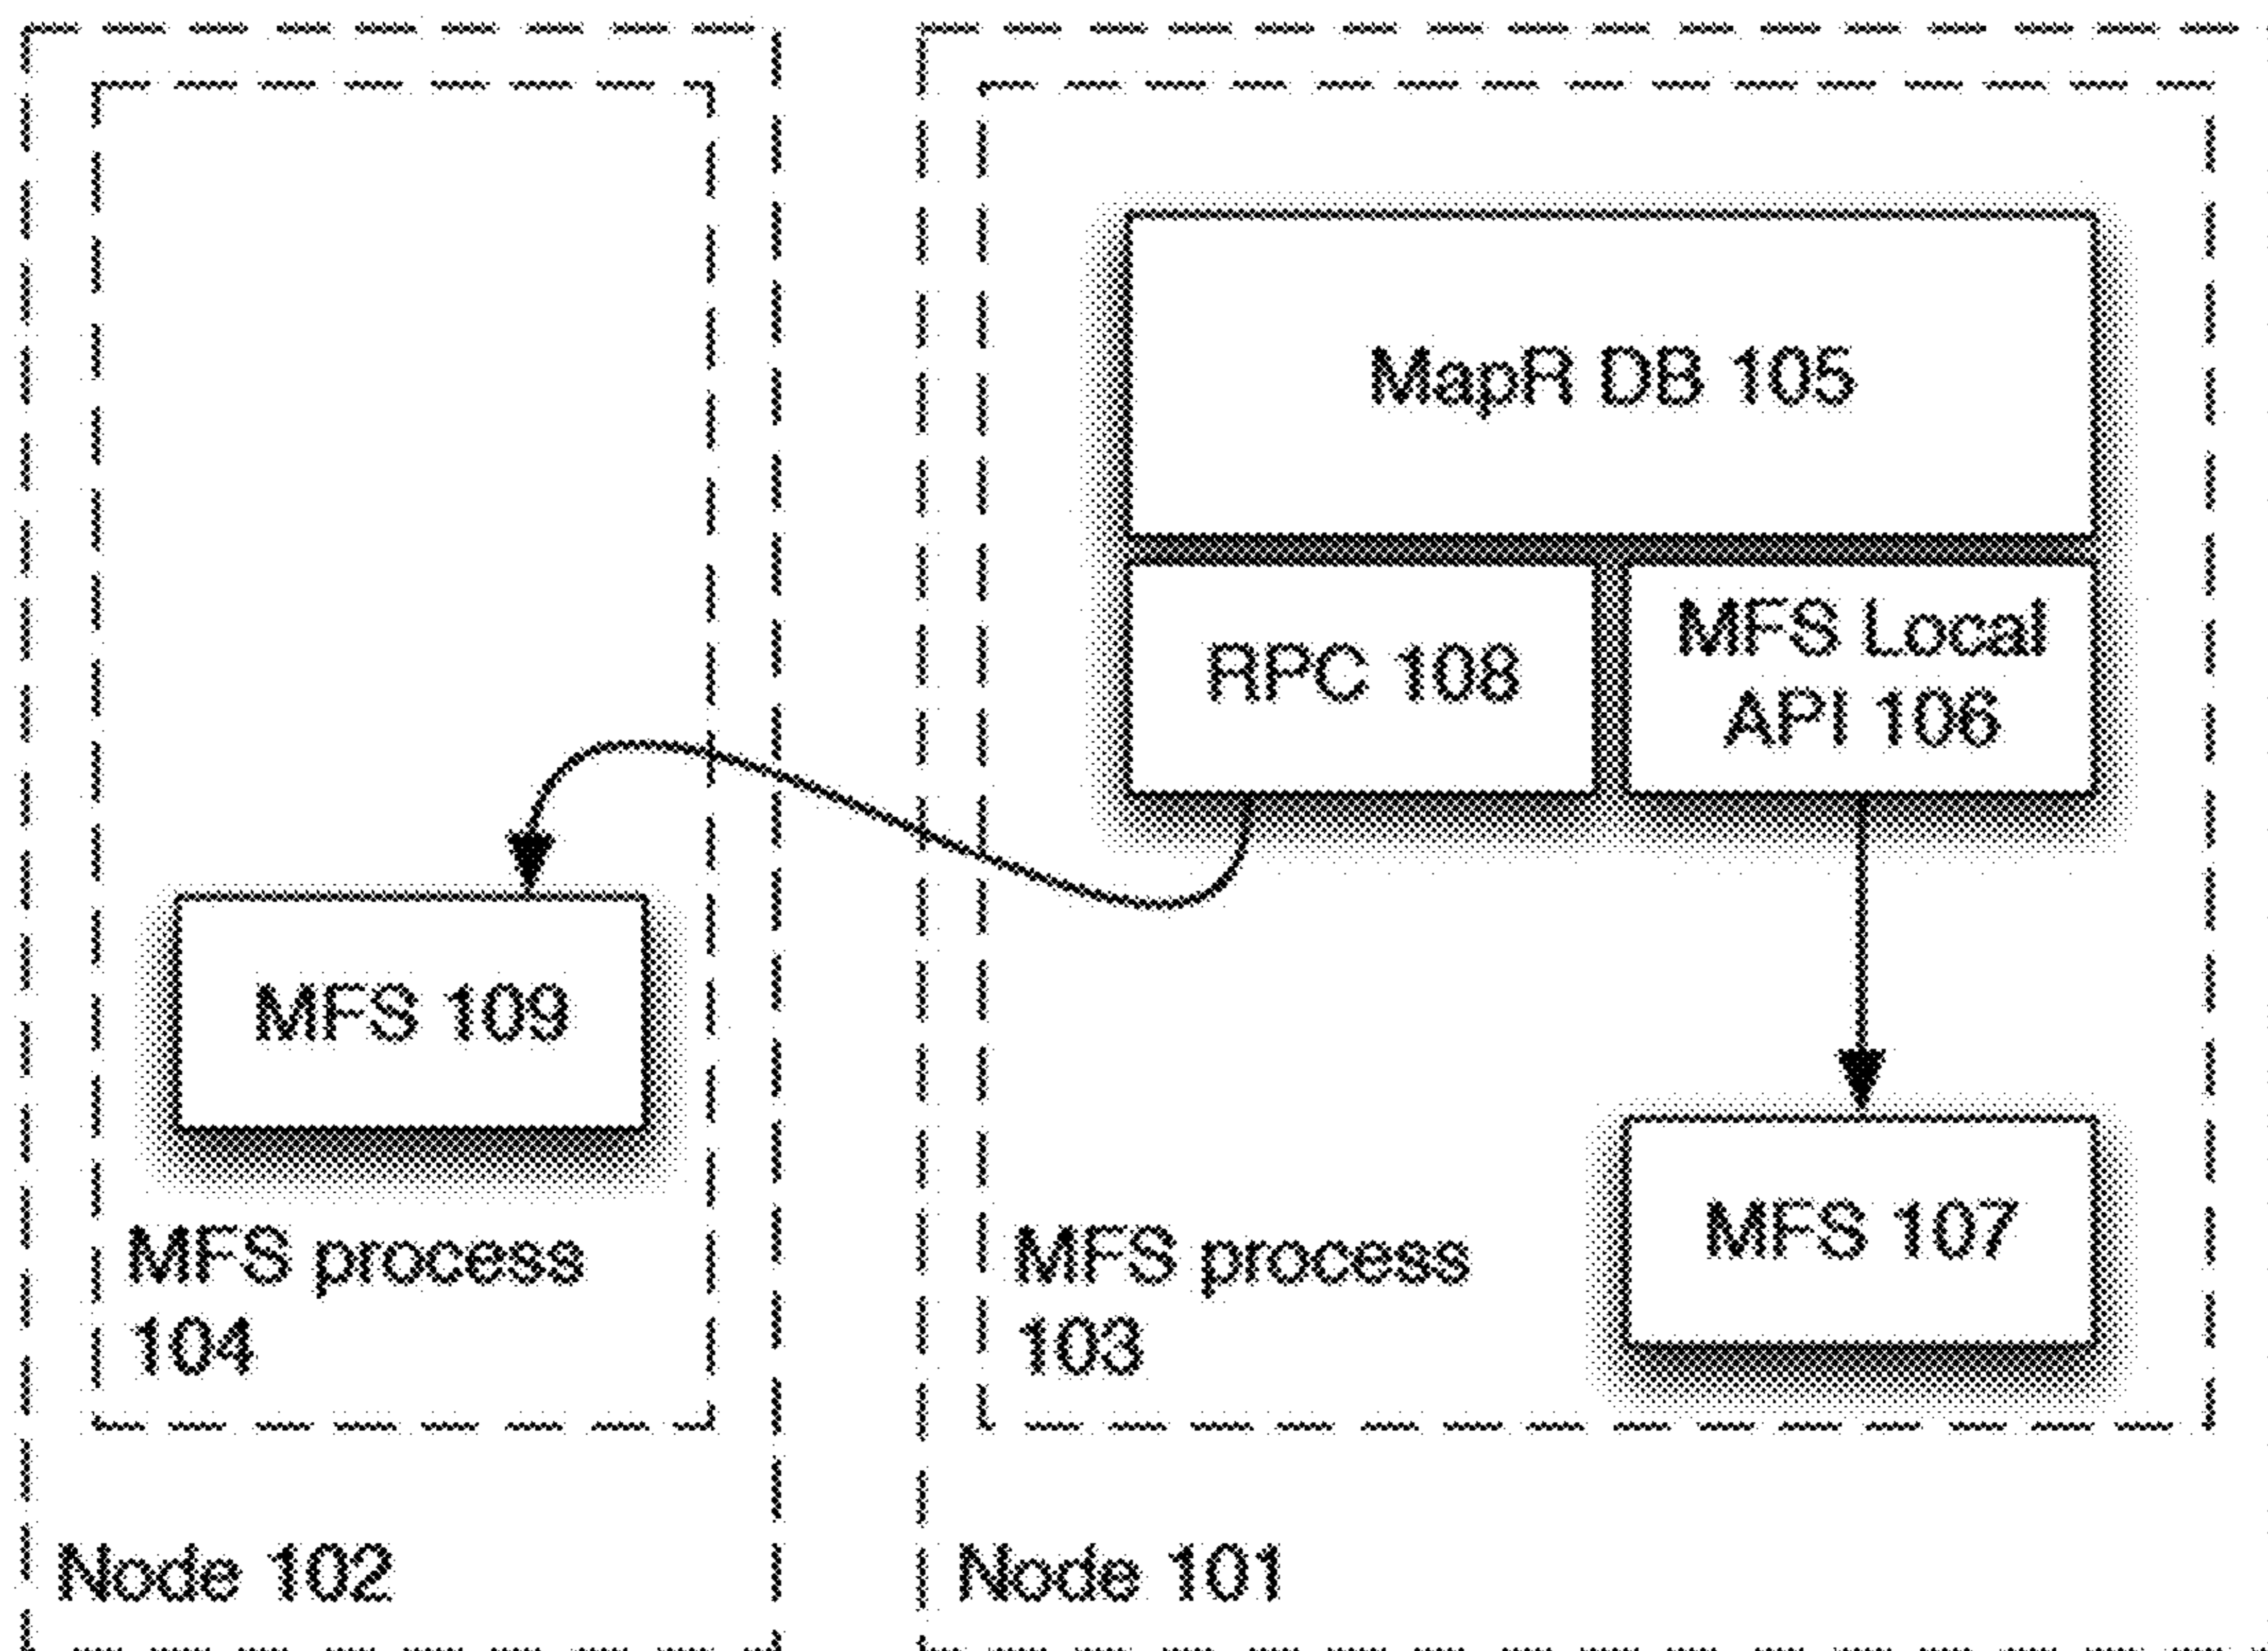 MapR DB 105
RPC 108
MFS Local
API 106
MFS 109
MFS 107
MFS process
104
MFS process
103
Node 102
Node 101